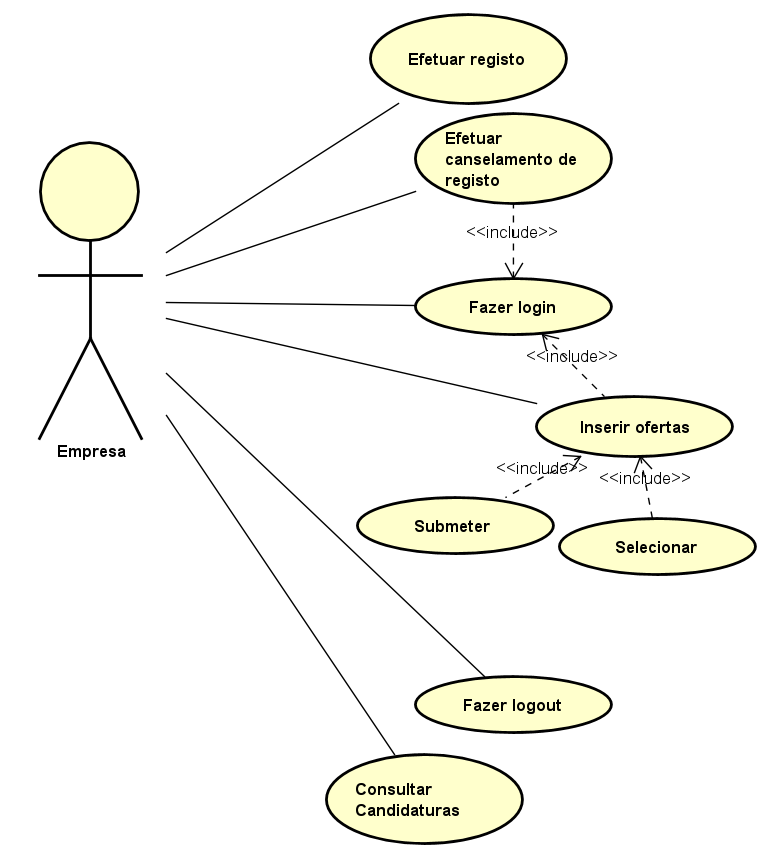 Efetuar registo
Efetuar
canselamento de
registo
<<include>>
Fazer login
<<include>>
Inserir ofertas
Empresa
<<include>>
<<include>>
Submeter
Selecionar
Fazer logout
Consultar
Candidaturas